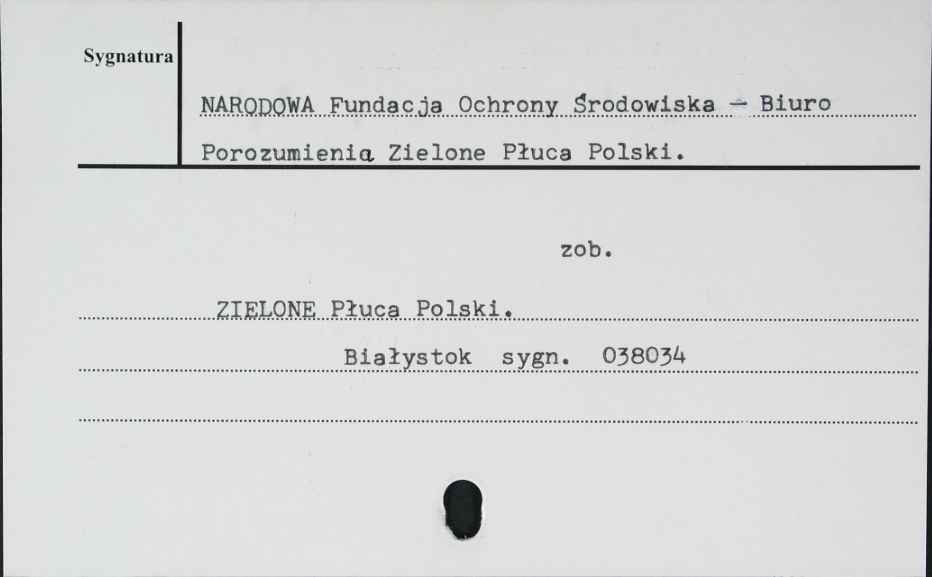 Sygnatura
NARODOWA Fundacja Ochrony Środowiska - Biuro
Porozumienia Zielone Płuca Polski.
zob.
ZIELONE Płuca Polski.
Białystok sygn. 038034